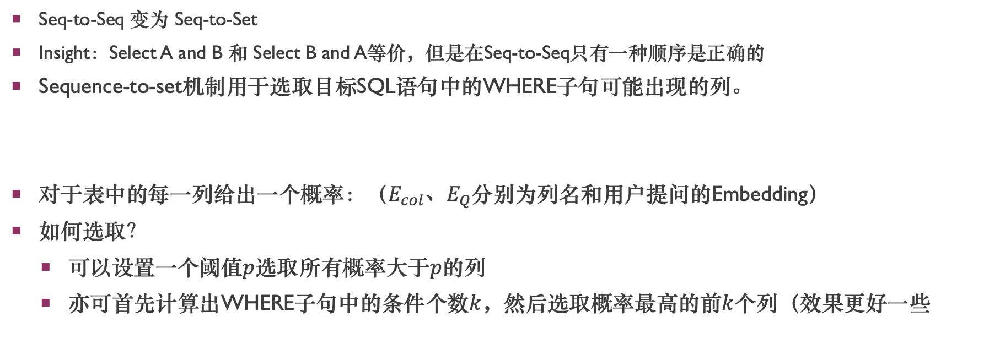 Seq-to-Seq 变为 Seq-to-Set
Insight：Select A and B 和 Select B and A等价，但是在Seq-to-Seq只有一种顺序是正确的
Sequence-to-set机制用于选取目标SQL语句中的WHERE子句可能出现的列。
对于表中的每一列给出一个概率：（E_col、E_Q分别为列名和用户提问的Embedding）
如何选取？
可以设置一个阈值p选取所有概率大于p的列
亦可首先计算出WHERE子句中的条件个数k，然后选取概率最高的前k个列（效果更好一些